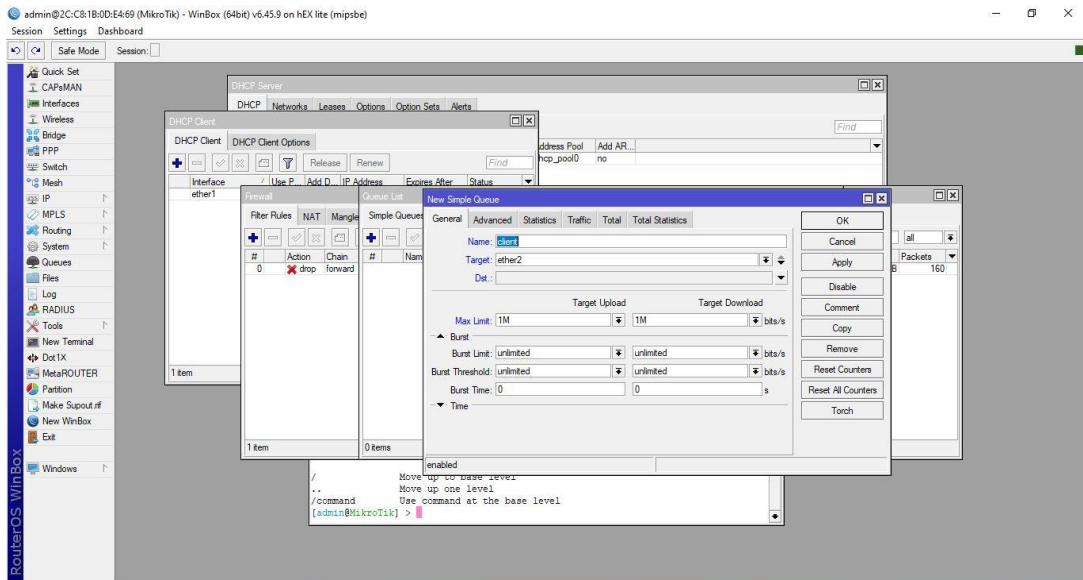 admin@2C:C8:1B:0D:E4:69 (MikroTik) - WinBox (64bit) v6.45.9 on hEX lite (mipsbe)
Session Settings Dashboard
Safe Mode Session:
Quick Set
CAPsMAN
Interfaces
Wireless
Bridge
PPP
Switch
Mesh
IP
MPLS
Routing
System
Queues
Files
Log
RADIUS
Tools
New Terminal
Dot1X
MetaROUTER
Partition
Make Supout.rif
New WinBox
Exit
Windows
RouterOS WinBox
DHCP Server
DHCP Networks Leases Options Option Sets Alerts
Find
Address Pool Add AR...
dhcp_pool0 no
DHCP Client
DHCP Client DHCP Client Options
Release Renew Find
Interface Use P... Add D... IP Address Expires After Status
ether1
1 item
Firewall
Filter Rules NAT Mangle
# Action Chain
0 drop forward
1 item
all
Packets
B 160
Queue List
Simple Queues
# Nam
0 items
New Simple Queue
General Advanced Statistics Traffic Total Total Statistics
Name: client
Target: ether2
Dst.:
Target Upload Target Download
Max Limit: 1M 1M bits/s
Burst
Burst Limit: unlimited unlimited bits/s
Burst Threshold: unlimited unlimited bits/s
Burst Time: 0 0 s
Time
enabled
OK
Cancel
Apply
Disable
Comment
Copy
Remove
Reset Counters
Reset All Counters
Torch
/ Move up to base level
.. Move up one level
/command Use command at the base level
[admin@MikroTik] >